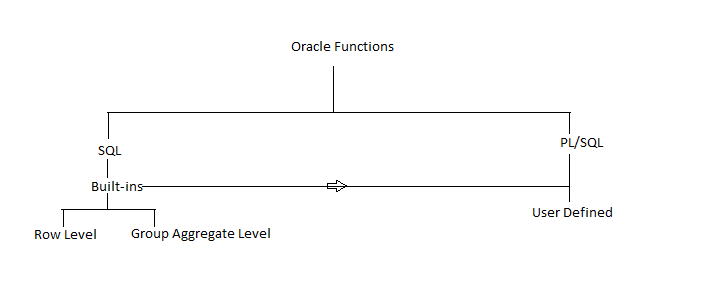 Oracle Functions
SQL
PL/SQL
Built-ins
User Defined
Row Level
Group Aggregate Level